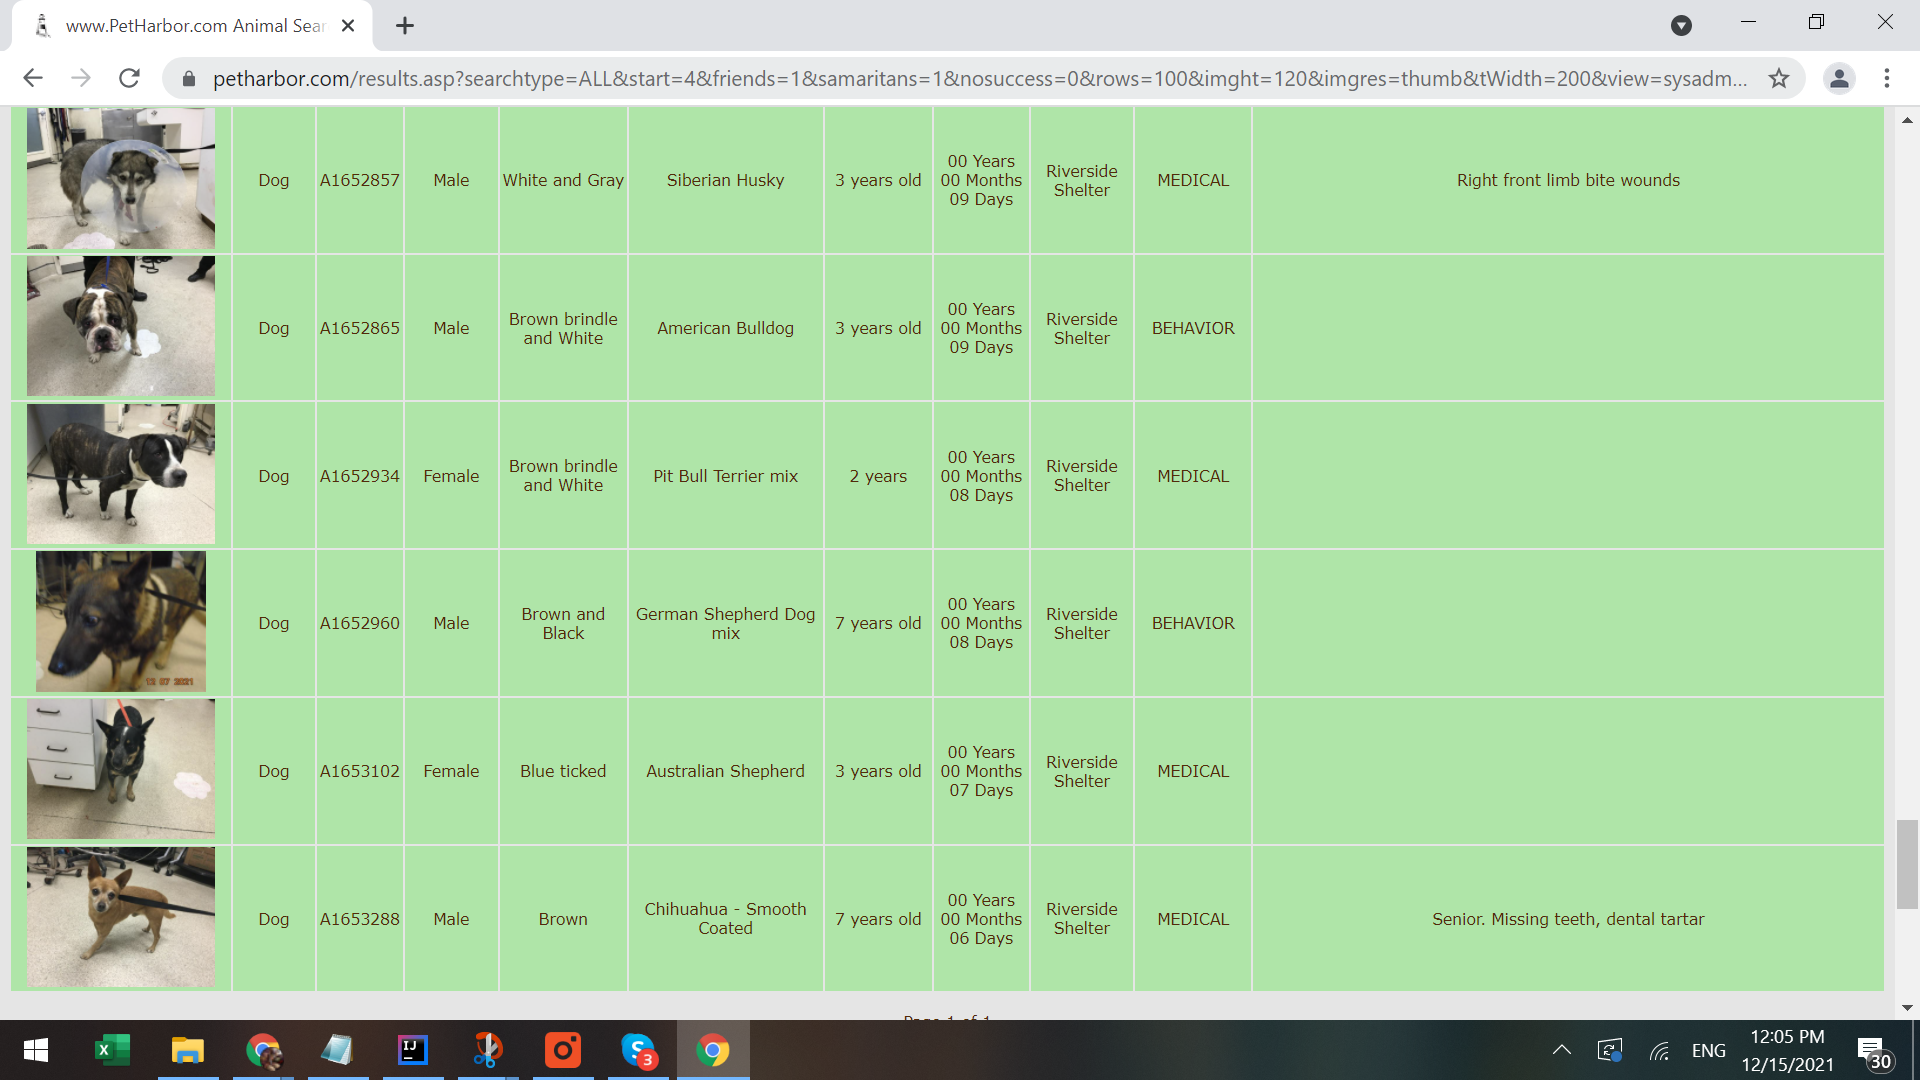 www.PetHarbor.com Animal Sear
petharbor.com/results.asp?searchtype=ALL&start=4&friends=1&samaritans=1&nosuccess=0&rows=100&imght=120&imgres=thumb&tWidth=200&view=sysadm...
Dog A1652857 Male White and Gray Siberian Husky 3 years old 00 Years 00 Months 09 Days Riverside Shelter MEDICAL Right front limb bite wounds
Dog A1652865 Male Brown brindle and White American Bulldog 3 years old 00 Years 00 Months 09 Days Riverside Shelter BEHAVIOR
Dog A1652934 Female Brown brindle and White Pit Bull Terrier mix 2 years 00 Years 00 Months 08 Days Riverside Shelter MEDICAL
Dog A1652960 Male Brown and Black German Shepherd Dog mix 7 years old 00 Years 00 Months 08 Days Riverside Shelter BEHAVIOR
12 07 2021
Dog A1653102 Female Blue ticked Australian Shepherd 3 years old 00 Years 00 Months 07 Days Riverside Shelter MEDICAL
Dog A1653288 Male Brown Chihuahua - Smooth Coated 7 years old 00 Years 00 Months 06 Days Riverside Shelter MEDICAL Senior. Missing teeth, dental tartar
Page 1 of 1
IJ
S 3
ENG
12:05 PM
12/15/2021
30